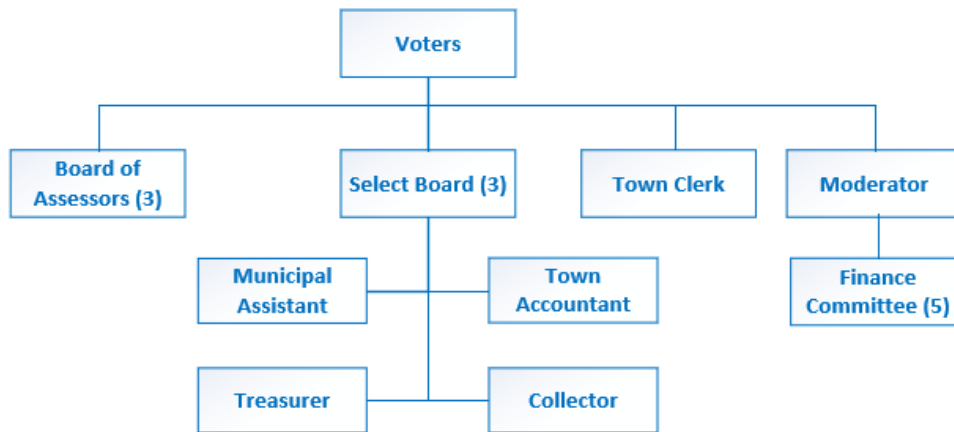 Voters
Board of
Assessors (3)
Select Board (3)
Town Clerk
Moderator
Municipal
Assistant
Town
Accountant
Finance
Committee (5)
Treasurer
Collector